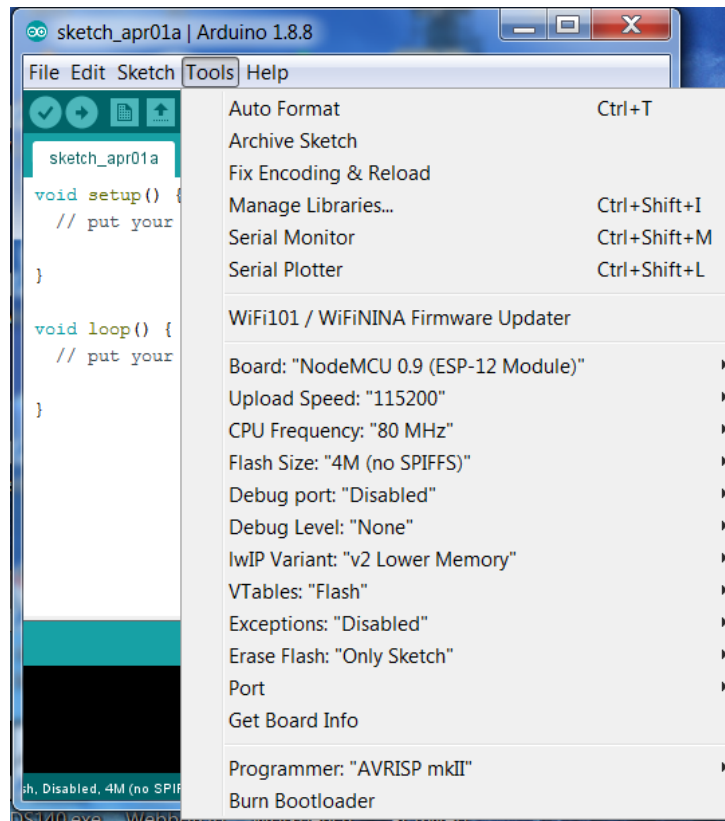 sketch_apr01a | Arduino 1.8.8
File Edit Sketch Tools Help
Auto Format Ctrl+T
Archive Sketch
Fix Encoding & Reload
Manage Libraries... Ctrl+Shift+I
Serial Monitor Ctrl+Shift+M
Serial Plotter Ctrl+Shift+L
WiFi101 / WiFiNINA Firmware Updater
Board: "NodeMCU 0.9 (ESP-12 Module)"
Upload Speed: "115200"
CPU Frequency: "80 MHz"
Flash Size: "4M (no SPIFFS)"
Debug port: "Disabled"
Debug Level: "None"
lwIP Variant: "v2 Lower Memory"
VTables: "Flash"
Exceptions: "Disabled"
Erase Flash: "Only Sketch"
Port
Get Board Info
Programmer: "AVRISP mkII"
Burn Bootloader
sketch_apr01a
void setup() {
// put your
}
void loop() {
// put your
}
sh, Disabled, 4M (no SPIF